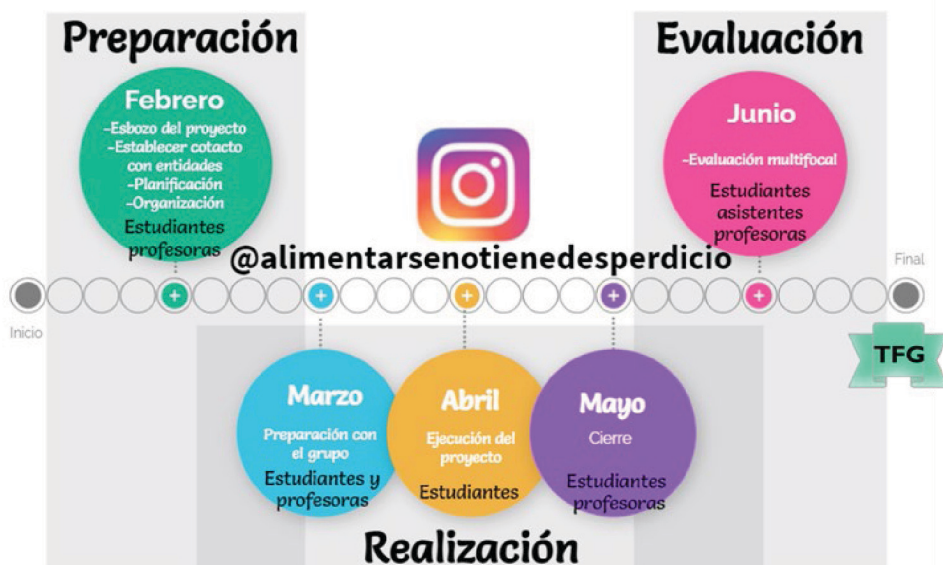 Preparación
Febrero
-Esbozo del proyecto
-Establecer cotacto
con entidades
-Planificación
-Organización
Estudiantes
profesoras
Evaluación
Junio
-Evaluación multifocal
Estudiantes
asistentes
profesoras
@alimentarsenotienedesperdicio
Inicio
Final
TFG
Marzo
Preparación con
el grupo
Estudiantes y
profesoras
Abril
Ejecución del
proyecto
Estudiantes
Mayo
Cierre
Estudiantes
profesoras
Realización